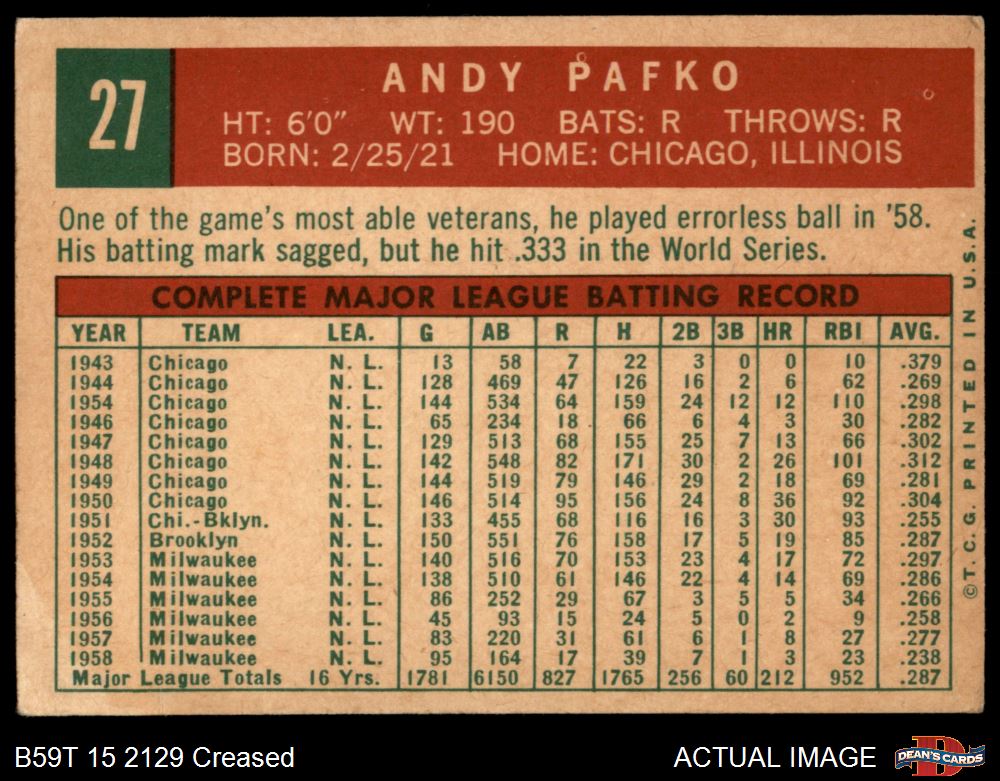 27
ANDY PAFKO
HT: 6'0" WT: 190 BATS: R THROWS: R
BORN: 2/25/21 HOME: CHICAGO, ILLINOIS
One of the game's most able veterans, he played errorless ball in '58.
His batting mark sagged, but he hit .333 in the World Series.
COMPLETE MAJOR LEAGUE BATTING RECORD
YEAR TEAM LEA. G AB R H 2B 3B HR RBI AVG.
1943 Chicago N. L. 13 58 7 22 3 0 0 10 .379
1944 Chicago N. L. 128 469 47 126 16 2 6 62 .269
1954 Chicago N. L. 144 534 64 159 24 12 12 110 .298
1946 Chicago N. L. 65 234 18 66 6 4 3 30 .282
1947 Chicago N. L. 129 513 68 155 25 7 13 66 .302
1948 Chicago N. L. 142 548 82 171 30 2 26 101 .312
1949 Chicago N. L. 144 519 79 146 29 2 18 69 .281
1950 Chicago N. L. 146 514 95 156 24 8 36 92 .304
1951 Chi.-Bklyn. N. L. 133 455 68 116 16 3 30 93 .255
1952 Brooklyn N. L. 150 551 76 158 17 5 19 85 .287
1953 Milwaukee N. L. 140 516 70 153 23 4 17 72 .297
1954 Milwaukee N. L. 138 510 61 146 22 4 14 69 .286
1955 Milwaukee N. L. 86 252 29 67 3 5 5 34 .266
1956 Milwaukee N. L. 45 93 15 24 5 0 2 9 .258
1957 Milwaukee N. L. 83 220 31 61 6 1 8 27 .277
1958 Milwaukee N. L. 95 164 17 39 7 1 3 23 .238
Major League Totals 16 Yrs. 1781 6150 827 1765 256 60 212 952 .287
© T. C. G. PRINTED IN U. S. A.
B59T 15 2129 Creased
ACTUAL IMAGE
D
DEAN'S CARDS